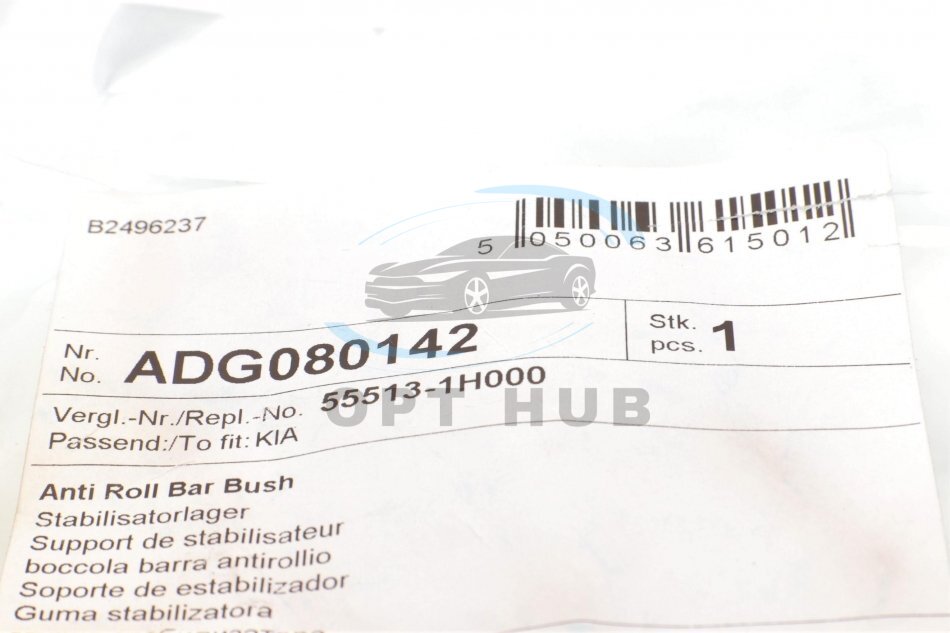 B2496237
5 050063 615012
Nr.
No. ADG080142
Stk.
pcs. 1
Vergl.-Nr./Repl.-No. 55513-1H000
OPT HUB
Passend:/To fit: KIA
Anti Roll Bar Bush
Stabilisatorlager
Support de stabilisateur
boccola barra antirollio
Soporte de estabilizador
Guma stabilizatora